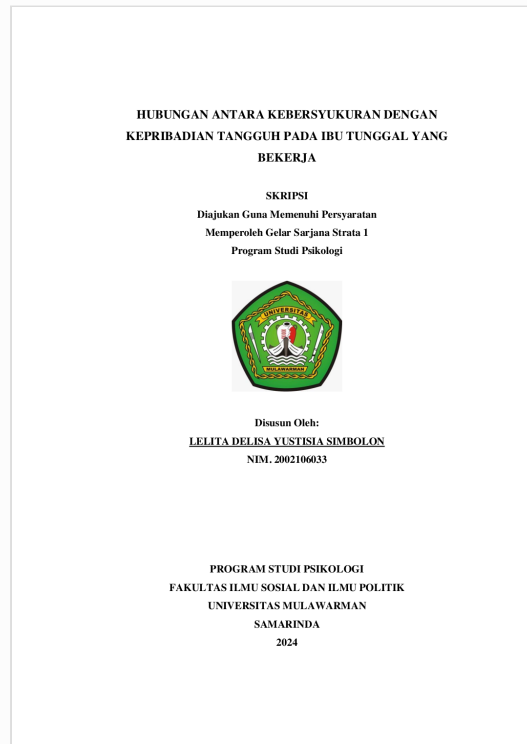 HUBUNGAN ANTARA KEBERSYUKURAN DENGAN
KEPRIBADIAN TANGGUH PADA IBU TUNGGAL YANG
BEKERJA
SKRIPSI
Diajukan Guna Memenuhi Persyaratan
Memperoleh Gelar Sarjana Strata 1
Program Studi Psikologi
UNIVERSITAS
MULAWARMAN
Disusun Oleh:
LELITA DELISA YUSTISIA SIMBOLON
NIM. 2002106033
PROGRAM STUDI PSIKOLOGI
FAKULTAS ILMU SOSIAL DAN ILMU POLITIK
UNIVERSITAS MULAWARMAN
SAMARINDA
2024